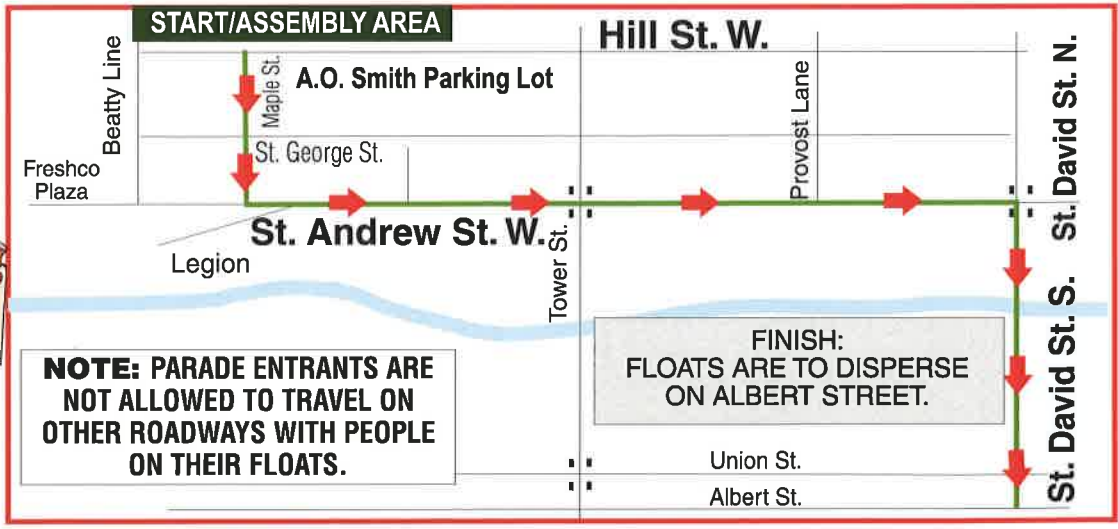 START/ASSEMBLY AREA
Hill St. W.
Beatty Line
Maple St.
A.O. Smith Parking Lot
Provost Lane
St. David St. N.
St. George St.
Freshco
Plaza
St. Andrew St. W.
Legion
Tower St.
St. David St. S.
NOTE: PARADE ENTRANTS ARE
NOT ALLOWED TO TRAVEL ON
OTHER ROADWAYS WITH PEOPLE
ON THEIR FLOATS.
FINISH:
FLOATS ARE TO DISPERSE
ON ALBERT STREET.
Union St.
Albert St.